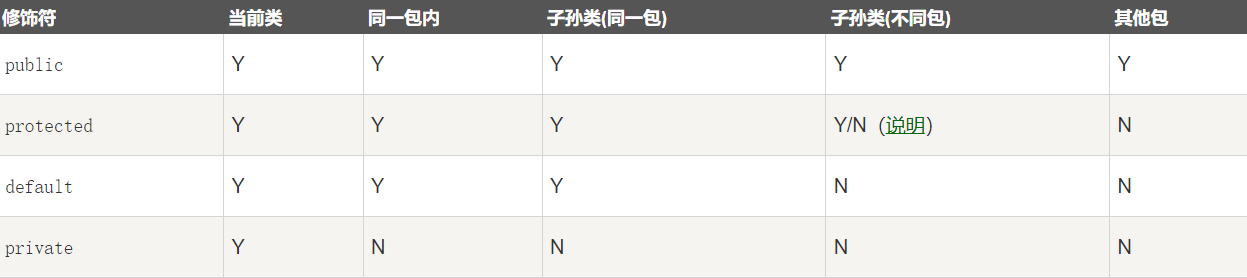 修饰符 当前类 同一包内 子孙类(同一包) 子孙类(不同包) 其他包
public Y Y Y Y Y
protected Y Y Y Y/N（说明） N
default Y Y Y N N
private Y N N N N